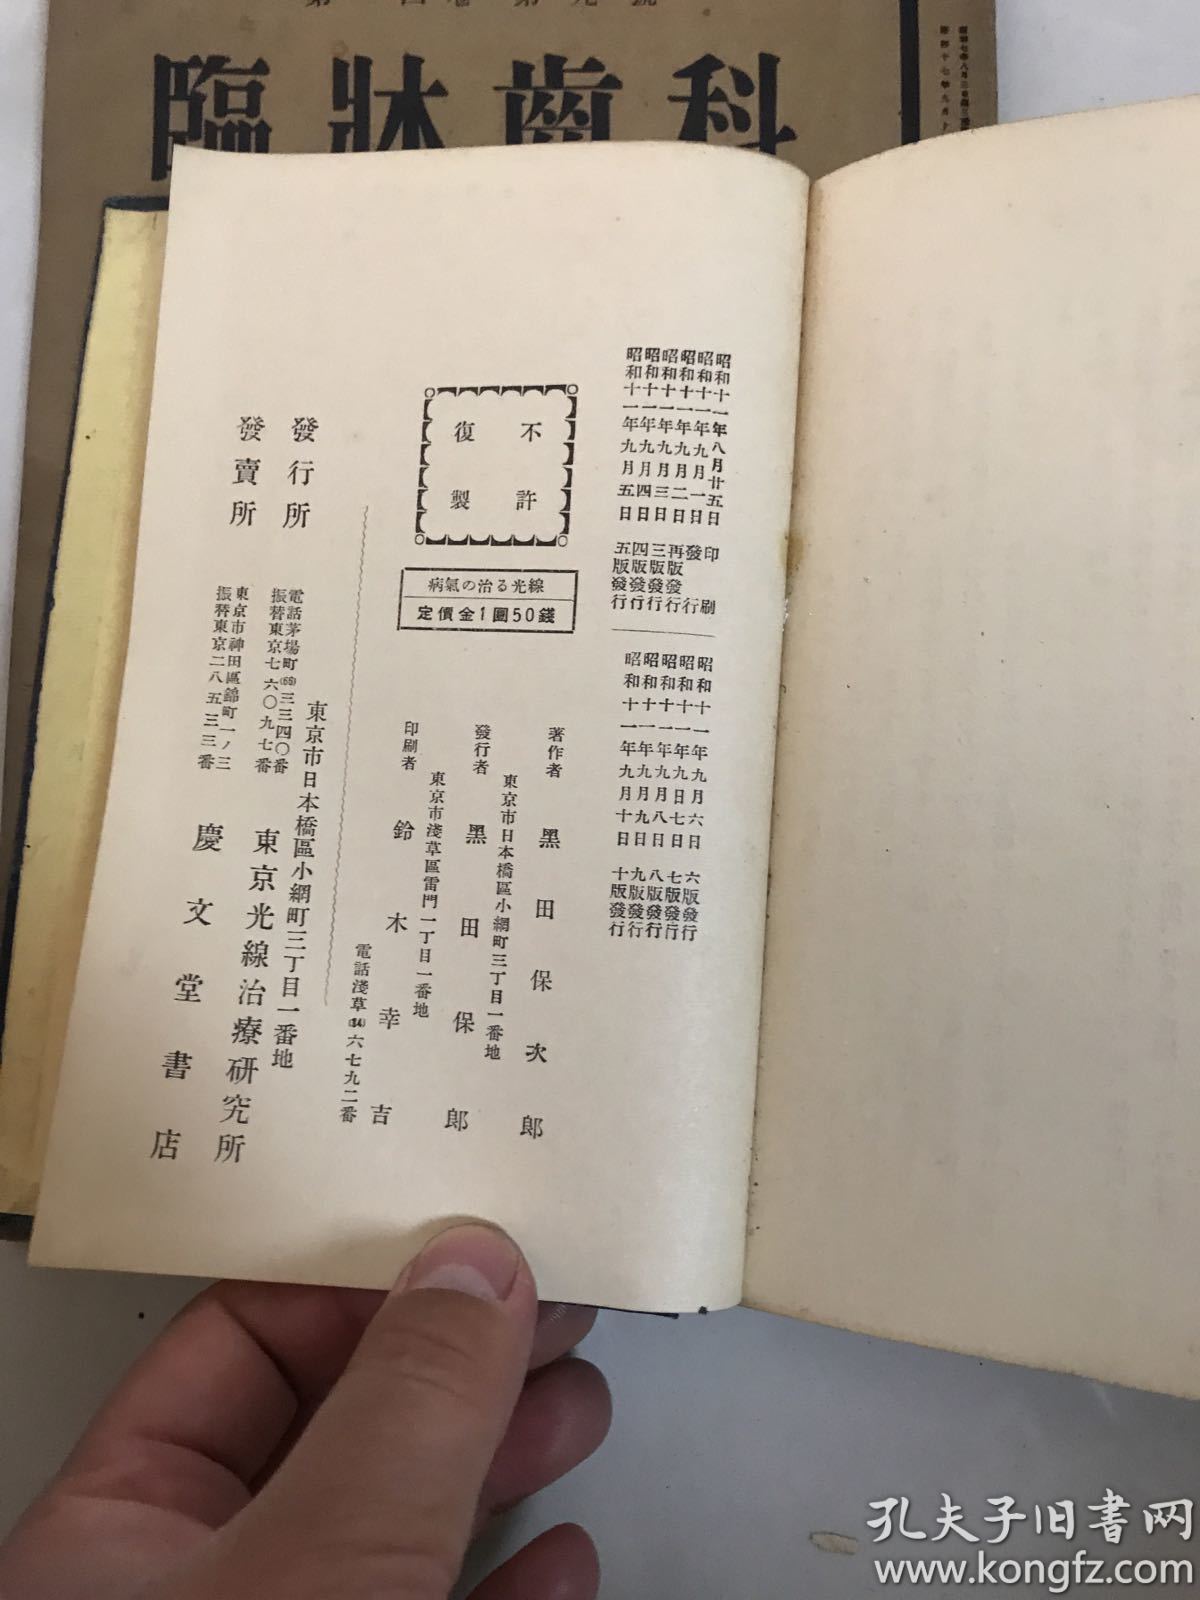 臨牀齒科
昭和十一年八月廿五日 印刷
昭和十一年九月一日 發行
昭和十一年九月二日 再版發行
昭和十一年九月三日 三版發行
昭和十一年九月四日 四版發行
昭和十一年九月五日 五版發行
昭和十一年九月六日 六版發行
昭和十一年九日七日 七版發行
昭和十一年九月八日 八版發行
昭和十一年九月九日 九版發行
昭和十一年九月十日 十版發行
不許
復製
病氣の治る光線
定價金1圓50錢
著作者 黑田保次郎
東京市日本橋區小網町三丁目一番地
發行者 黑田保郎
東京市淺草區雷門一丁目一番地
印刷者 鈴木幸吉
電話淺草(84)六七九二番
東京市日本橋區小網町三丁目一番地
發行所 東京光線治療研究所
電話茅場町(66)三三四〇番
振替東京七六〇九七番
發賣所 慶文堂書店
東京市神田區錦町一ノ三
振替東京二八五三三番
孔夫子旧书网
www.kongfz.com